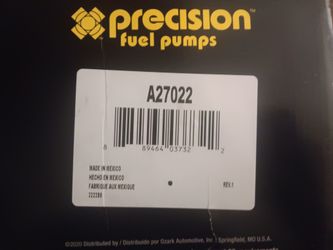 precision
fuel pumps
A27022
8 89464 03732 2
MADE IN MEXICO
HECHO EN MEXICO
FABRIQUE AUX MEXIQUE
REV.1
©2020 Distributed by / Distribuido por Ozark Automotive, Inc. | Springfield, MO U.S.A.